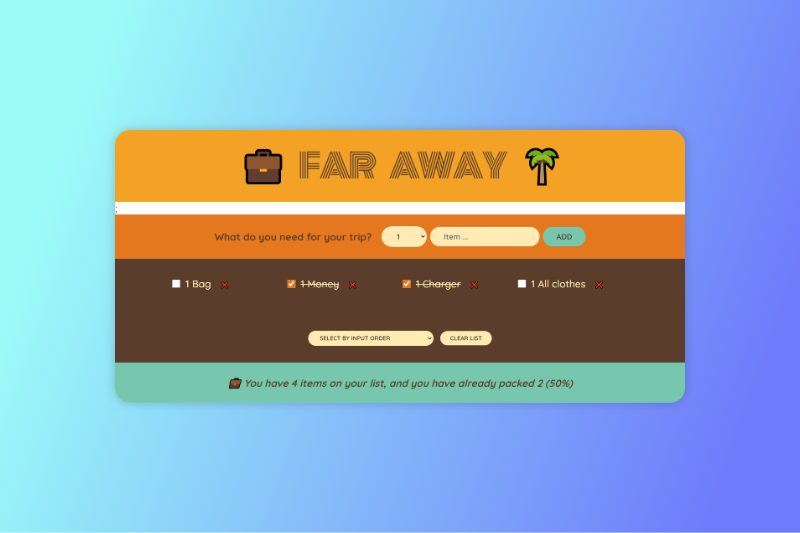 FAR AWAY
;
What do you need for your trip? 1 Item ... ADD
1 Bag 1 Money 1 Charger 1 All clothes
SELECT BY INPUT ORDER CLEAR LIST
You have 4 items on your list, and you have already packed 2 (50%)